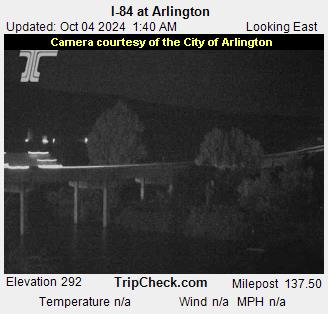 I-84 at Arlington
Updated: Oct 04 2024 1:40 AM Looking East
Camera courtesy of the City of Arlington
Elevation 292 TripCheck.com Milepost 137.50
Temperature n/a Wind n/a MPH n/a